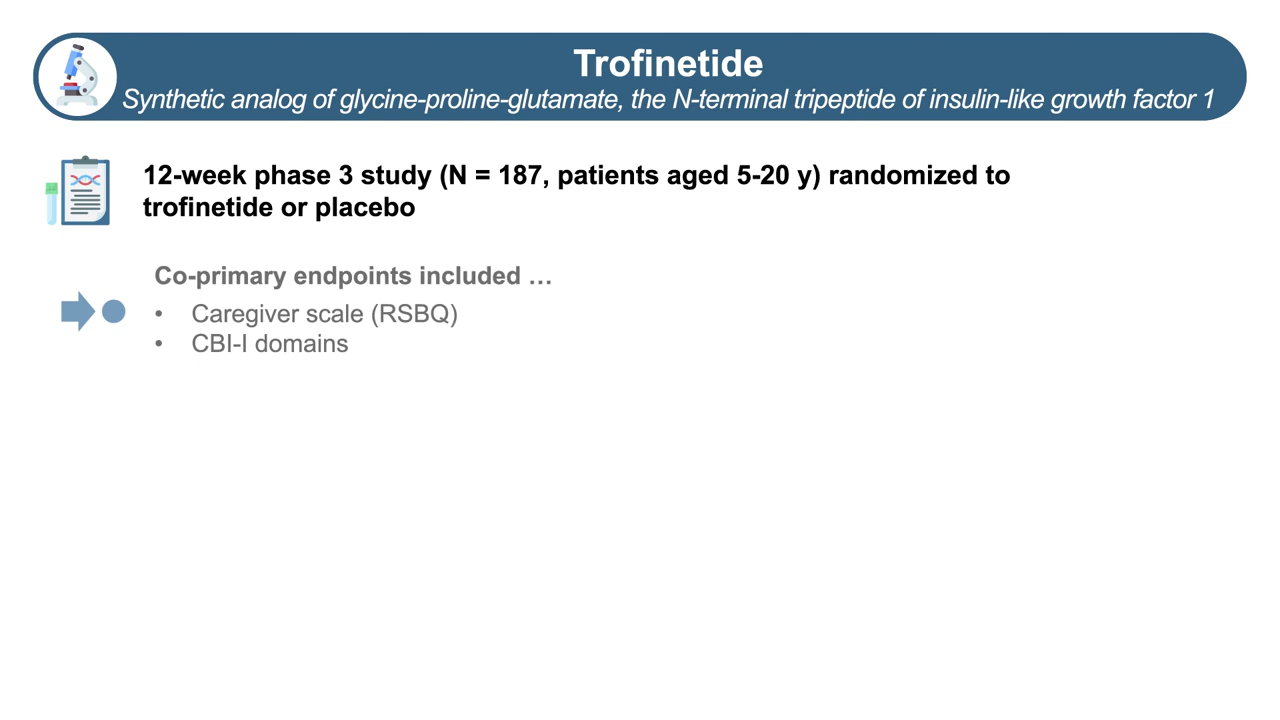 Trofinetide
Synthetic analog of glycine-proline-glutamate, the N-terminal tripeptide of insulin-like growth factor 1
12-week phase 3 study (N = 187, patients aged 5-20 y) randomized to
trofinetide or placebo
Co-primary endpoints included …
• Caregiver scale (RSBQ)
• CBI-I domains